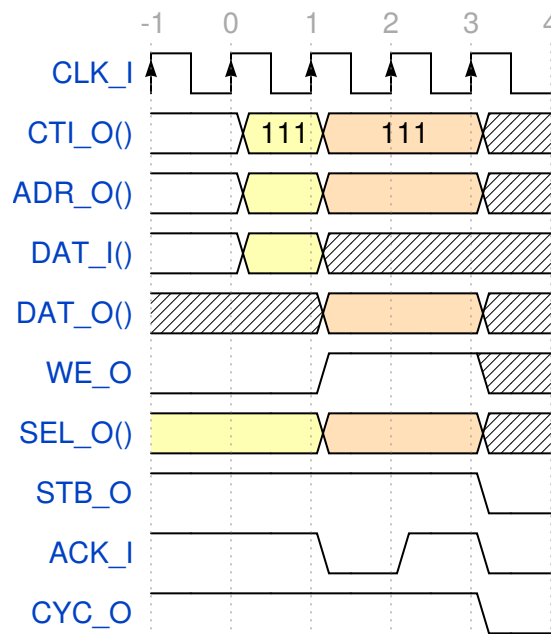 -1 0 1 2 3 4
CLK_I
CTI_O() 111 111
ADR_O()
DAT_I()
DAT_O()
WE_O
SEL_O()
STB_O
ACK_I
CYC_O